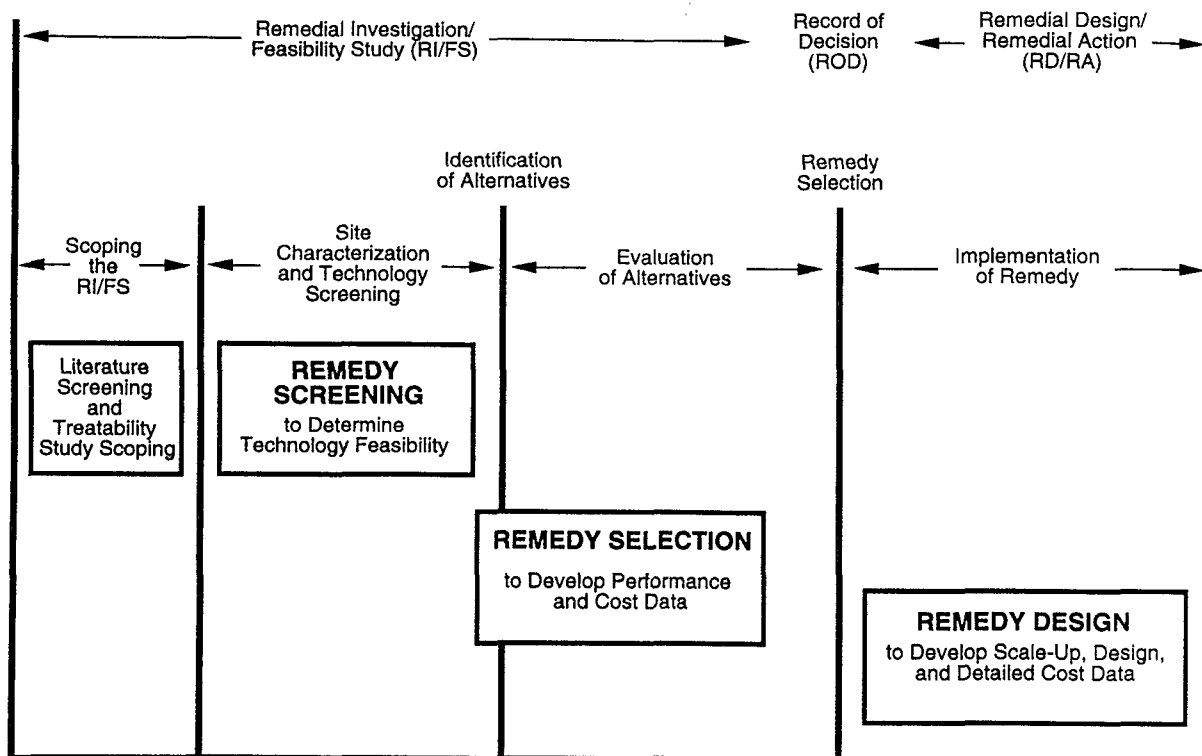 Remedial Investigation/
Feasibility Study (RI/FS)
Record of
Decision
(ROD)
Remedial Design/
Remedial Action
(RD/RA)
Identification
of Alternatives
Remedy
Selection
Scoping
the
RI/FS
Site
Characterization
and Technology
Screening
Evaluation
of Alternatives
Implementation
of Remedy
Literature
Screening
and
Treatability
Study Scoping
REMEDY
SCREENING
to Determine
Technology Feasibility
REMEDY SELECTION
to Develop Performance
and Cost Data
REMEDY DESIGN
to Develop Scale-Up, Design,
and Detailed Cost Data